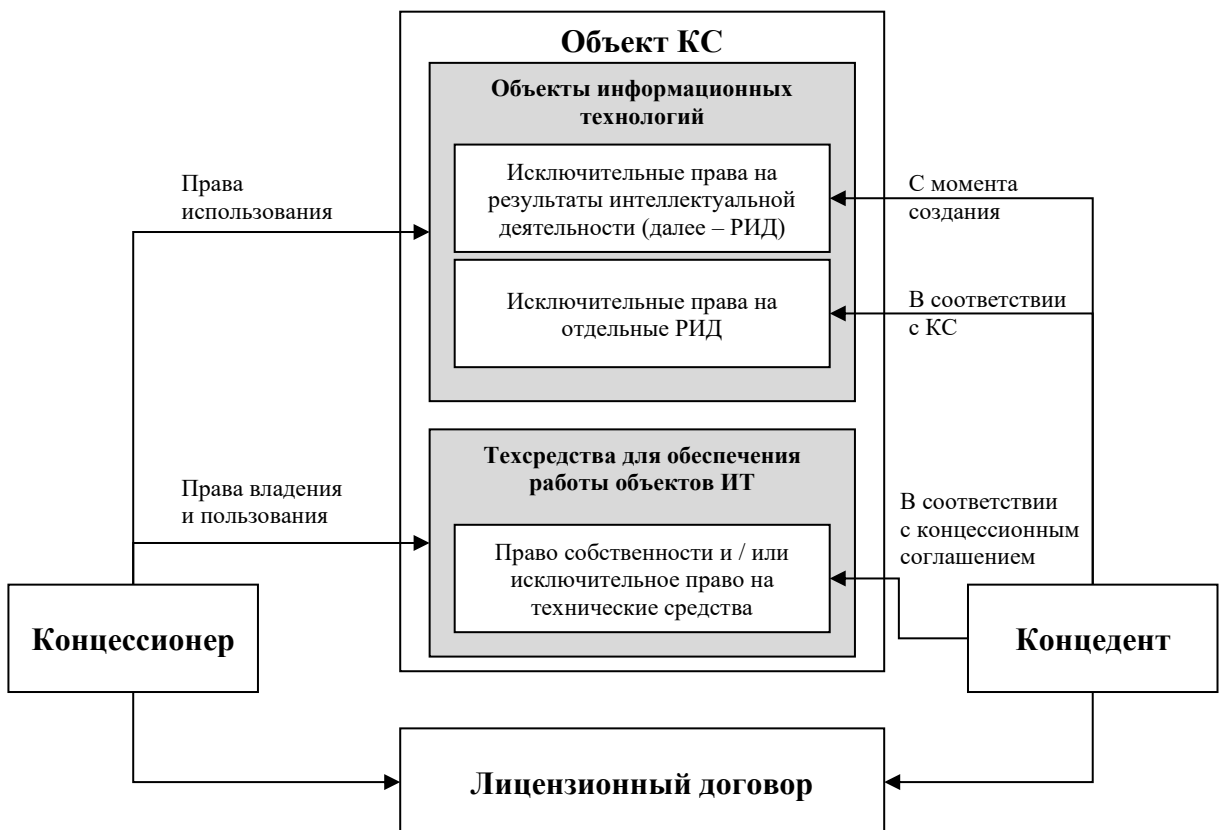 Объект КС
Объекты информационных
технологий
Исключительные права на
результаты интеллектуальной
деятельности (далее – РИД)
Права
использования
С момента
создания
Исключительные права на
отдельные РИД
В соответствии
с КС
Техсредства для обеспечения
работы объектов ИТ
Права владения
и пользования
Право собственности и / или
исключительное право на
технические средства
В соответствии
с концессионным
соглашением
Концессионер
Концедент
Лицензионный договор